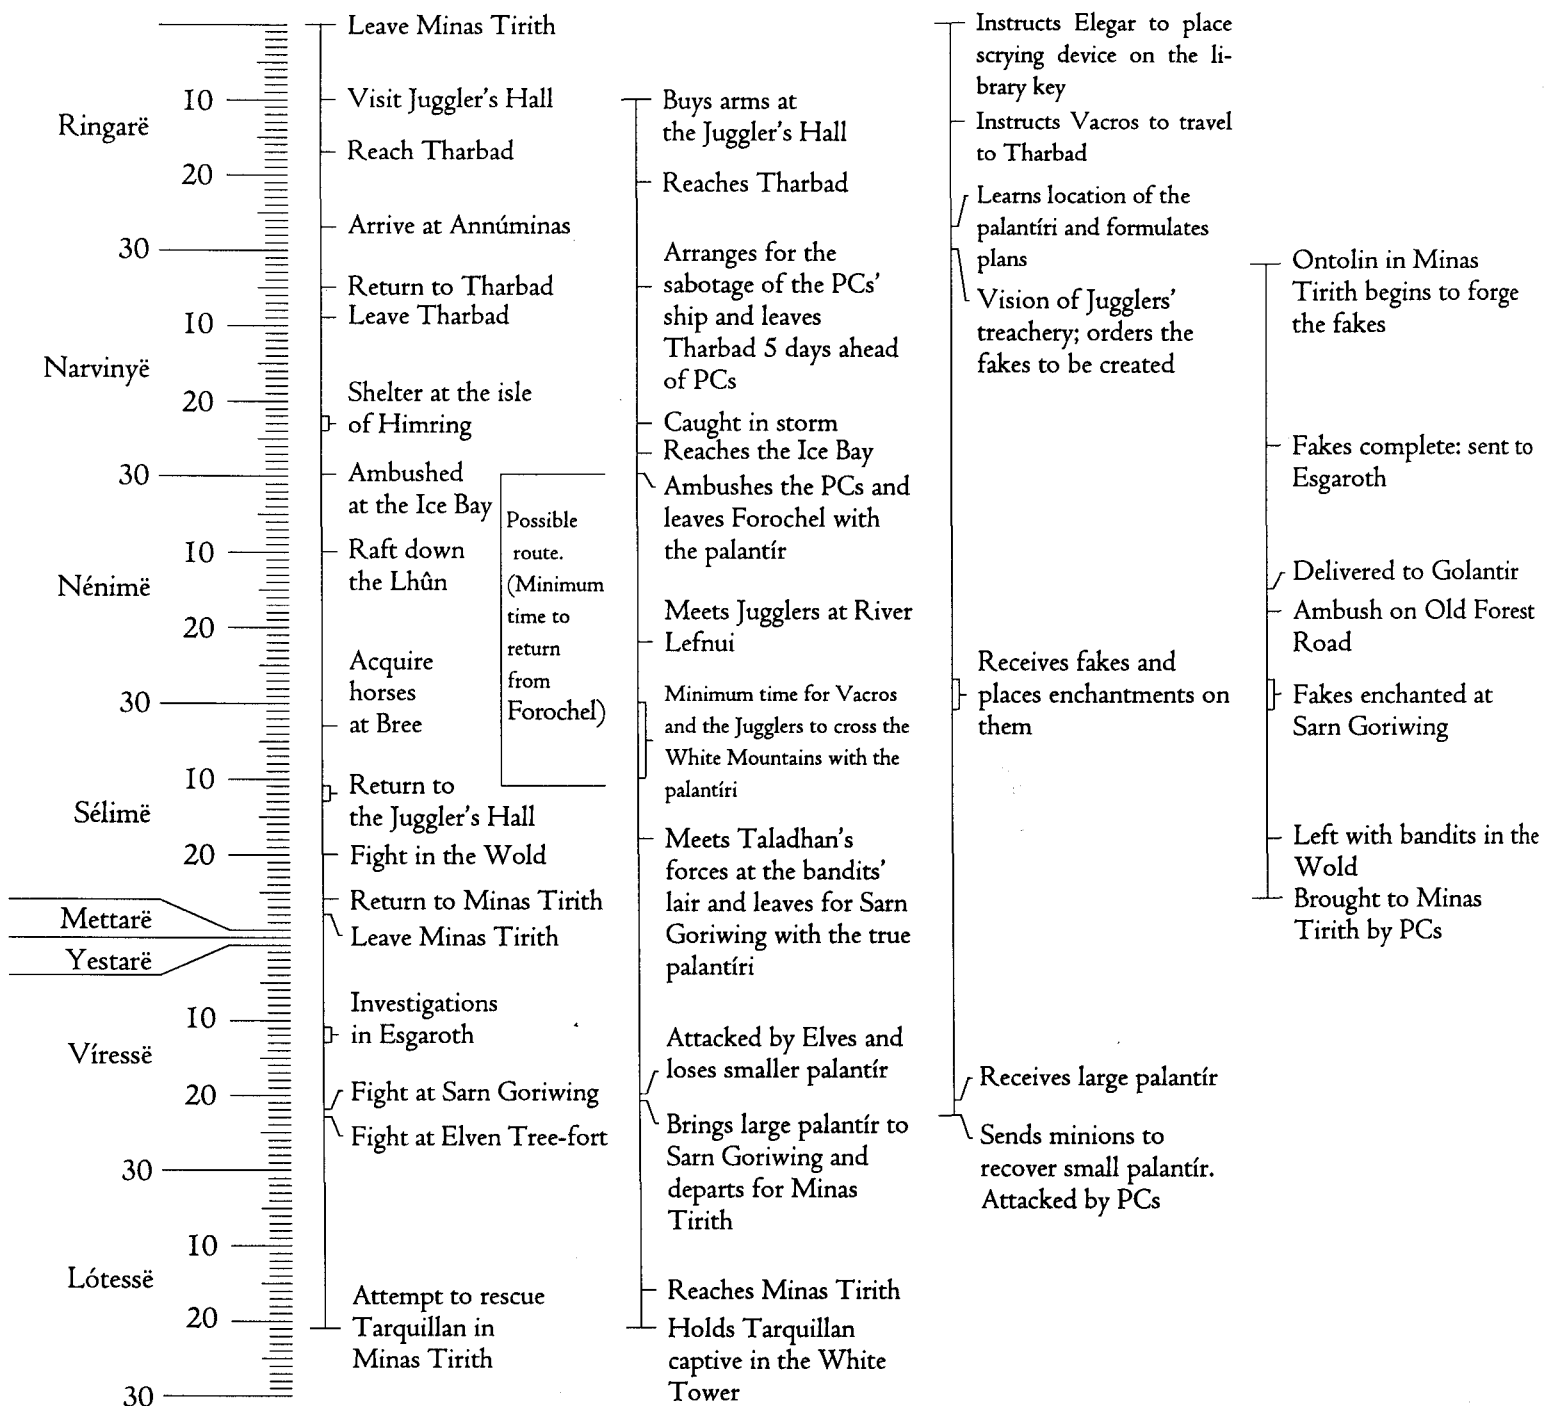 Ringarë
10
20
30
Narvinyë
10
20
30
Nénimë
10
20
30
Sélimë
10
20
Mettarë
Yestarë
Víressë
10
20
30
Lótessë
10
20
30
Leave Minas Tirith
Visit Juggler's Hall
Reach Tharbad
Arrive at Annúminas
Return to Tharbad
Leave Tharbad
Shelter at the isle
of Himring
Ambushed
at the Ice Bay
Raft down
the Lhûn
Acquire
horses
at Bree
Return to
the Juggler's Hall
Fight in the Wold
Return to Minas Tirith
Leave Minas Tirith
Investigations
in Esgaroth
Fight at Sarn Goriwing
Fight at Elven Tree-fort
Attempt to rescue
Tarquillan in
Minas Tirith
Possible
route.
(Minimum
time to
return
from
Forochel)
Buys arms at
the Juggler's Hall
Reaches Tharbad
Arranges for the
sabotage of the PCs'
ship and leaves
Tharbad 5 days ahead
of PCs
Caught in storm
Reaches the Ice Bay
Ambushes the PCs and
leaves Forochel with
the palantír
Meets Jugglers at River
Lefnui
Minimum time for Vacros
and the Jugglers to cross the
White Mountains with the
palantíri
Meets Taladhan's
forces at the bandits'
lair and leaves for Sarn
Goriwing with the true
palantíri
Attacked by Elves and
loses smaller palantír
Brings large palantír to
Sarn Goriwing and
departs for Minas
Tirith
Reaches Minas Tirith
Holds Tarquillan
captive in the White
Tower
Instructs Elegar to place
scrying device on the li-
brary key
Instructs Vacros to travel
to Tharbad
Learns location of the
palantíri and formulates
plans
Vision of Jugglers'
treachery; orders the
fakes to be created
Receives fakes and
places enchantments on
them
Receives large palantír
Sends minions to
recover small palantír.
Attacked by PCs
Ontolin in Minas
Tirith begins to forge
the fakes
Fakes complete: sent to
Esgaroth
Delivered to Golantir
Ambush on Old Forest
Road
Fakes enchanted at
Sarn Goriwing
Left with bandits in the
Wold
Brought to Minas
Tirith by PCs